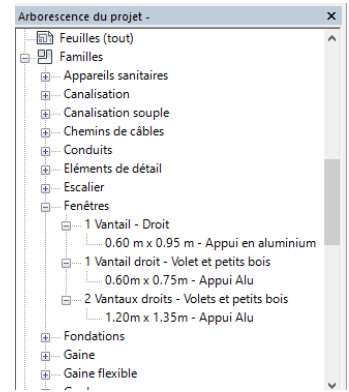 Arborescence du projet -
Feuilles (tout)
Familles
Appareils sanitaires
Canalisation
Canalisation souple
Chemins de câbles
Conduits
Eléments de détail
Escalier
Fenêtres
1 Vantail - Droit
0.60 m x 0.95 m - Appui en aluminium
1 Vantail droit - Volet et petits bois
0.60m x 0.75m - Appui Alu
2 Vantaux droits - Volets et petits bois
1.20m x 1.35m - Appui Alu
Fondations
Gaine
Gaine flexible